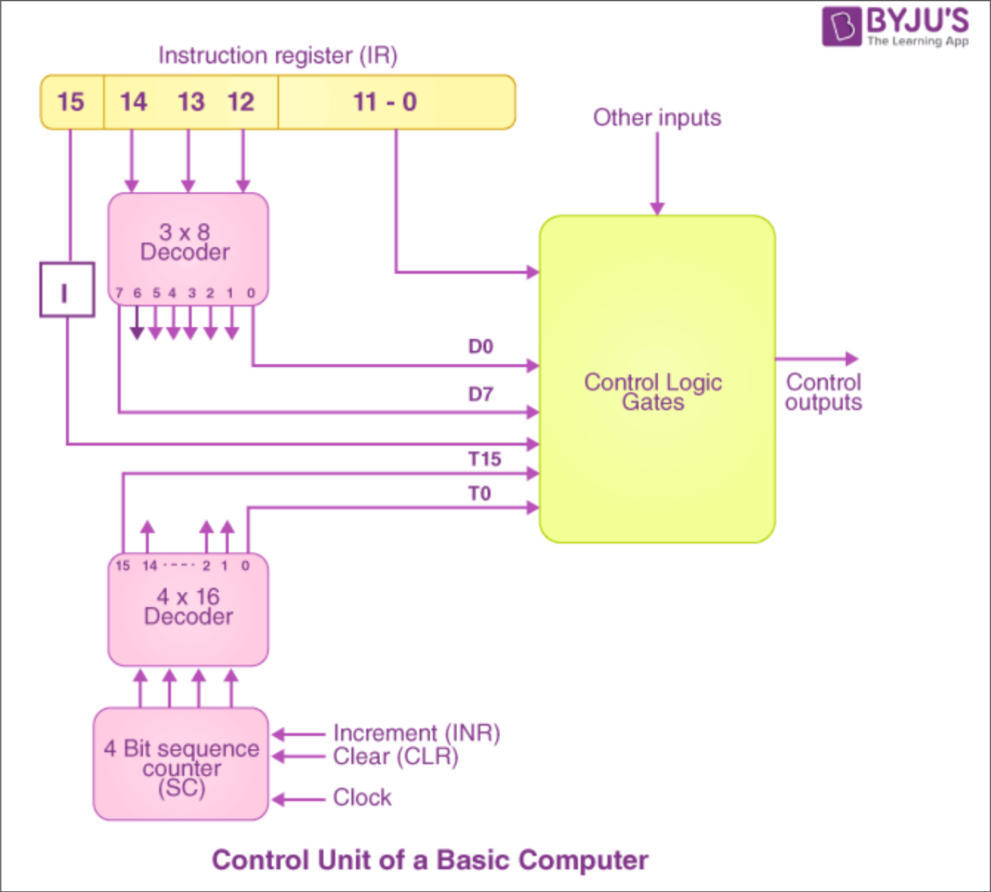 BYJU'S
The Learning App
Instruction register (IR)
15 14 13 12 11 - 0
Other inputs
3 x 8
Decoder
7 6 5 4 3 2 1 0
I
D0
D7
T15
T0
Control Logic
Gates
Control
outputs
15 14 ---- 2 1 0
4 x 16
Decoder
4 Bit sequence
counter
(SC)
Increment (INR)
Clear (CLR)
Clock
Control Unit of a Basic Computer